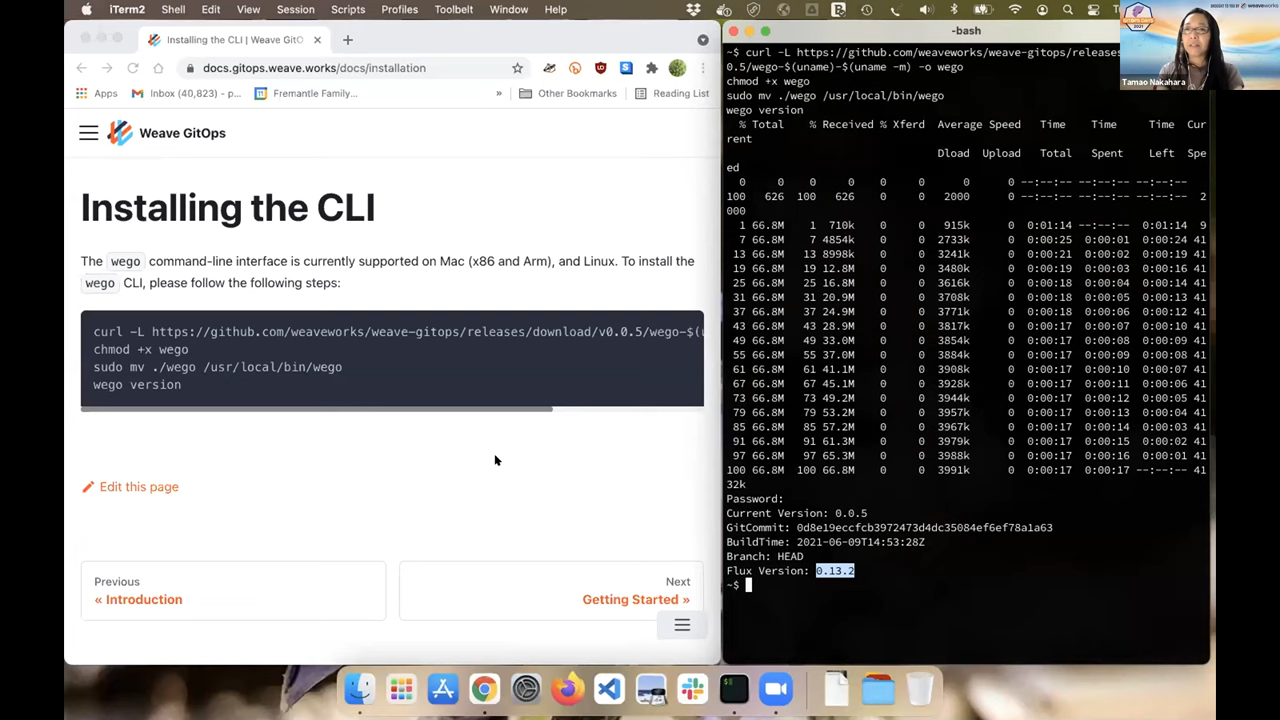 iTerm2 Shell Edit View Session Scripts Profiles Toolbelt Window Help
Installing the CLI | Weave GitO
docs.gitops.weave.works/docs/installation
Apps Inbox (40,823) - p... Fremantle Family... » Other Bookmarks Reading List
Weave GitOps
Installing the CLI
The wego command-line interface is currently supported on Mac (x86 and Arm), and Linux. To install the
wego CLI, please follow the following steps:
curl -L https://github.com/weaveworks/weave-gitops/releases/download/v0.0.5/wego-$(u
chmod +x wego
sudo mv ./wego /usr/local/bin/wego
wego version
Edit this page
Previous
« Introduction
Next
Getting Started »
-bash
~$ curl -L https://github.com/weaveworks/weave-gitops/releases
0.5/wego-$(uname)-$(uname -m) -o wego
chmod +x wego
sudo mv ./wego /usr/local/bin/wego
wego version
% Total % Received % Xferd Average Speed Time Time Time Cur
rent
Dload Upload Total Spent Left Spe
ed
0 0 0 0 0 0 0 0 --:--:-- --:--:-- --:--:--
100 626 100 626 0 0 2000 0 --:--:-- --:--:-- --:--:-- 2
000
1 66.8M 1 710k 0 0 915k 0 0:01:14 --:--:-- 0:01:14 9
7 66.8M 7 4854k 0 0 2733k 0 0:00:25 0:00:01 0:00:24 41
13 66.8M 13 8998k 0 0 3241k 0 0:00:21 0:00:02 0:00:19 41
19 66.8M 19 12.8M 0 0 3480k 0 0:00:19 0:00:03 0:00:16 41
25 66.8M 25 16.8M 0 0 3616k 0 0:00:18 0:00:04 0:00:14 41
31 66.8M 31 20.9M 0 0 3708k 0 0:00:18 0:00:05 0:00:13 41
37 66.8M 37 24.9M 0 0 3771k 0 0:00:18 0:00:06 0:00:12 41
43 66.8M 43 28.9M 0 0 3817k 0 0:00:17 0:00:07 0:00:10 41
49 66.8M 49 33.0M 0 0 3854k 0 0:00:17 0:00:08 0:00:09 41
55 66.8M 55 37.0M 0 0 3884k 0 0:00:17 0:00:09 0:00:08 41
61 66.8M 61 41.1M 0 0 3908k 0 0:00:17 0:00:10 0:00:07 41
67 66.8M 67 45.1M 0 0 3928k 0 0:00:17 0:00:11 0:00:06 41
73 66.8M 73 49.2M 0 0 3944k 0 0:00:17 0:00:12 0:00:05 41
79 66.8M 79 53.2M 0 0 3957k 0 0:00:17 0:00:13 0:00:04 41
85 66.8M 85 57.2M 0 0 3967k 0 0:00:17 0:00:14 0:00:03 41
91 66.8M 91 61.3M 0 0 3979k 0 0:00:17 0:00:15 0:00:02 41
97 66.8M 97 65.3M 0 0 3988k 0 0:00:17 0:00:16 0:00:01 41
100 66.8M 100 66.8M 0 0 3991k 0 0:00:17 0:00:17 --:--:-- 41
32k
Password:
Current Version: 0.0.5
GitCommit: 0d8e19eccfcb3972473d4dc35084ef6ef78a1a63
BuildTime: 2021-06-09T14:53:28Z
Branch: HEAD
Flux Version: 0.13.2
~$
GITOPS DAYS
2021
BROUGHT TO YOU BY weaveworks
Tamao Nakahara